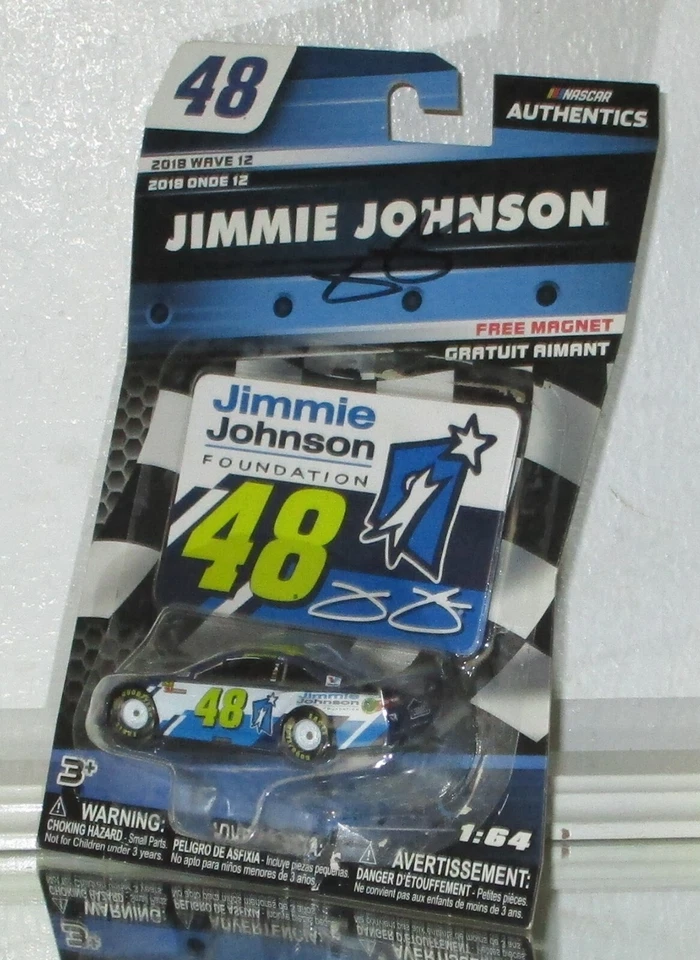 48
NASCAR
AUTHENTICS
2018 WAVE 12
2018 ONDE 12
JIMMIE JOHNSON
FREE MAGNET
GRATUIT AIMANT
Jimmie
Johnson
FOUNDATION
48
48
Jimmie
Johnson
3+
1:64
WARNING:
CHOKING HAZARD - Small Parts.
Not for Children under 3 years.
PELIGRO DE ASFIXIA - Incluye piezas pequeñas.
No apto para niños menores de 3 años.
AVERTISSEMENT:
DANGER D'ÉTOUFFEMENT - Petites pièces.
Ne convient pas aux enfants de moins de 3 ans.